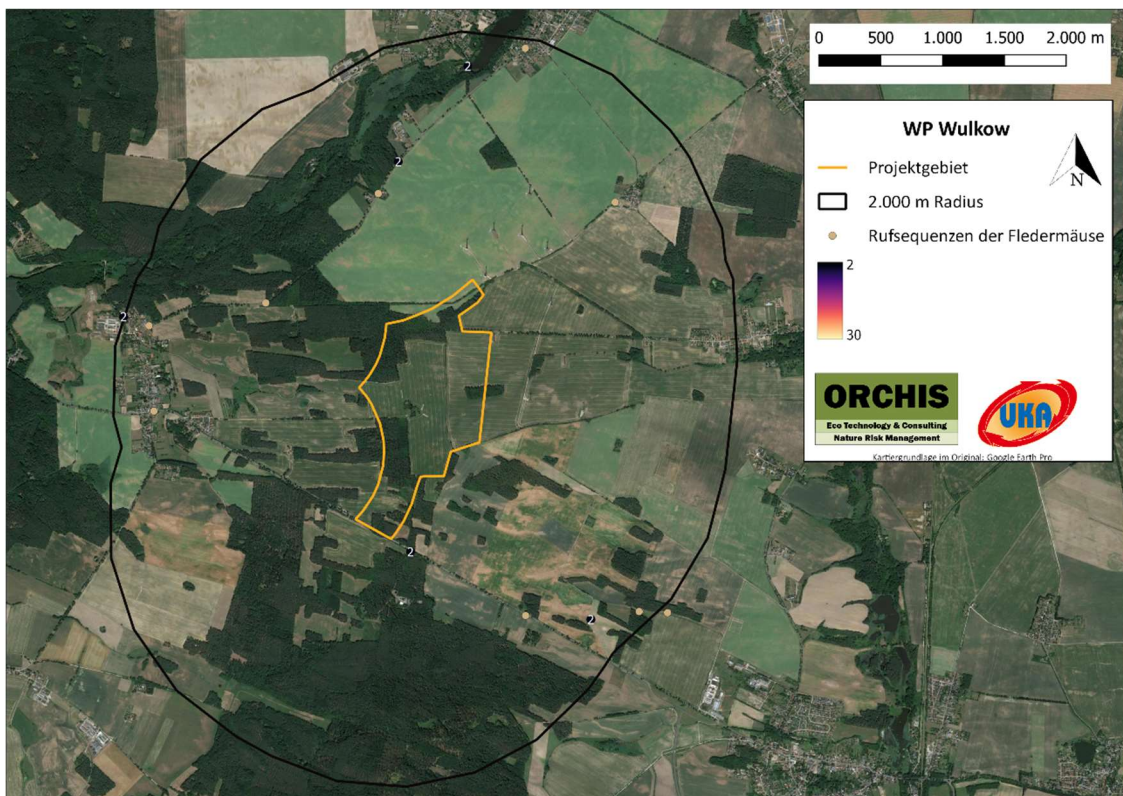 0 500 1.000 1.500 2.000 m
WP Wulkow
Projektgebiet
N
2.000 m Radius
Rufsequenzen der Fledermäuse
2
30
ORCHIS
Eco Technology & Consulting
Nature Risk Management
UKA
Kartiergrundlage im Original: Google Earth Pro
2
2
2
2
2